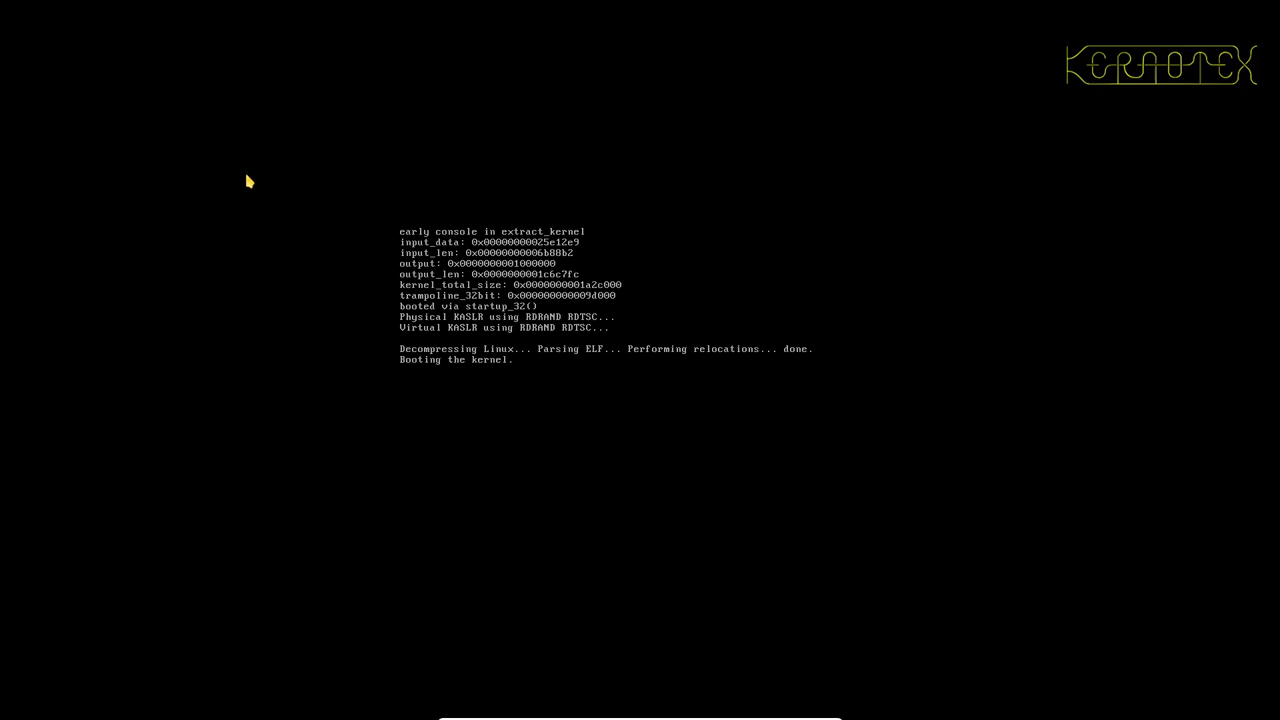 KERNOTEX
early console in extract_kernel
input_data: 0x00000000025e12e9
input_len: 0x00000000006b88b2
output: 0x0000000001000000
output_len: 0x0000000001c6c7fc
kernel_total_size: 0x0000000001a2c000
trampoline_32bit: 0x000000000009d000
booted via startup_32()
Physical KASLR using RDRAND RDTSC...
Virtual KASLR using RDRAND RDTSC...
Decompressing Linux... Parsing ELF... Performing relocations... done.
Booting the kernel.